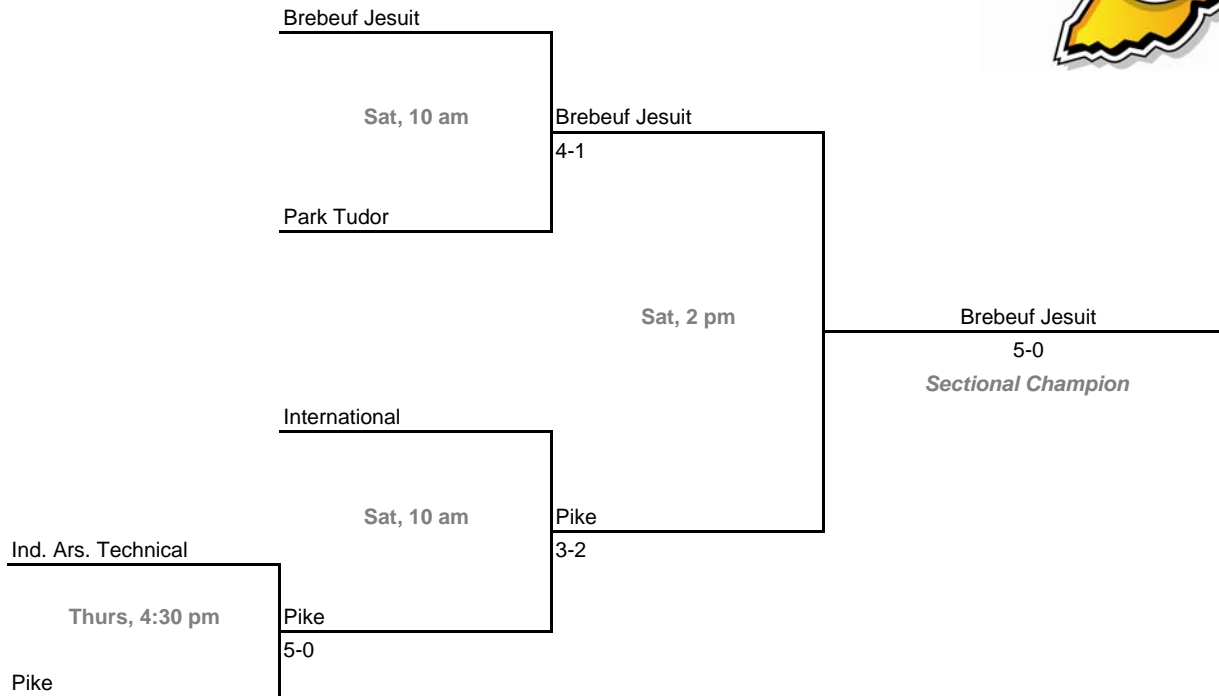 Brebeuf Jesuit
Sat, 10 am
Brebeuf Jesuit
4-1
Park Tudor
Sat, 2 pm
Brebeuf Jesuit
5-0
Sectional Champion
International
Sat, 10 am
Pike
3-2
Ind. Ars. Technical
Thurs, 4:30 pm
Pike
5-0
Pike